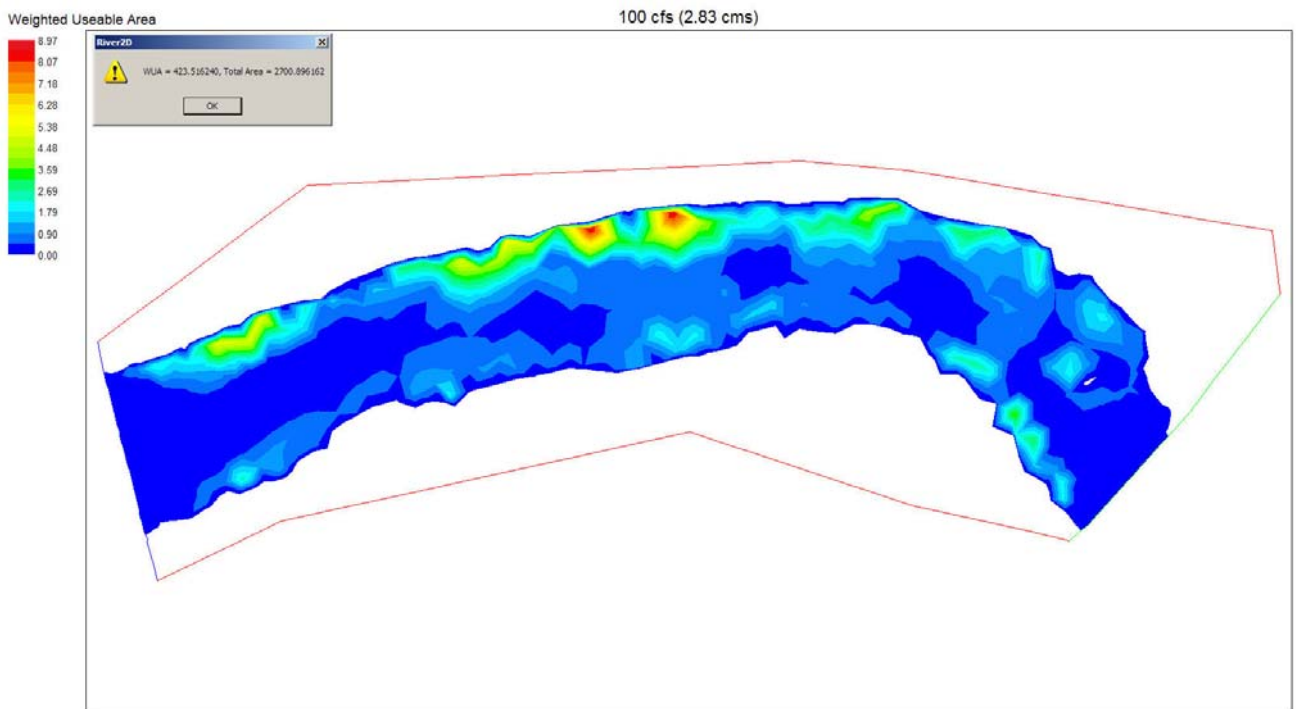 Weighted Useable Area
100 cfs (2.83 cms)
8.97
8.07
7.18
6.28
5.38
4.48
3.59
2.69
1.79
0.90
0.00
River2D
WUA = 423.516240, Total Area = 2700.896162
OK